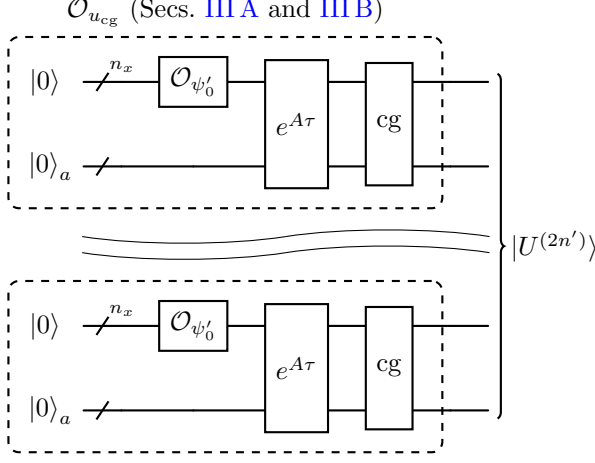 𝒪_{u_cg} (Secs. III A and III B)
|0⟩ n_x 𝒪_{ψ′_0} e^{Aτ} cg
|0⟩_a
|U^{(2n′)}⟩
|0⟩ n_x 𝒪_{ψ′_0} e^{Aτ} cg
|0⟩_a